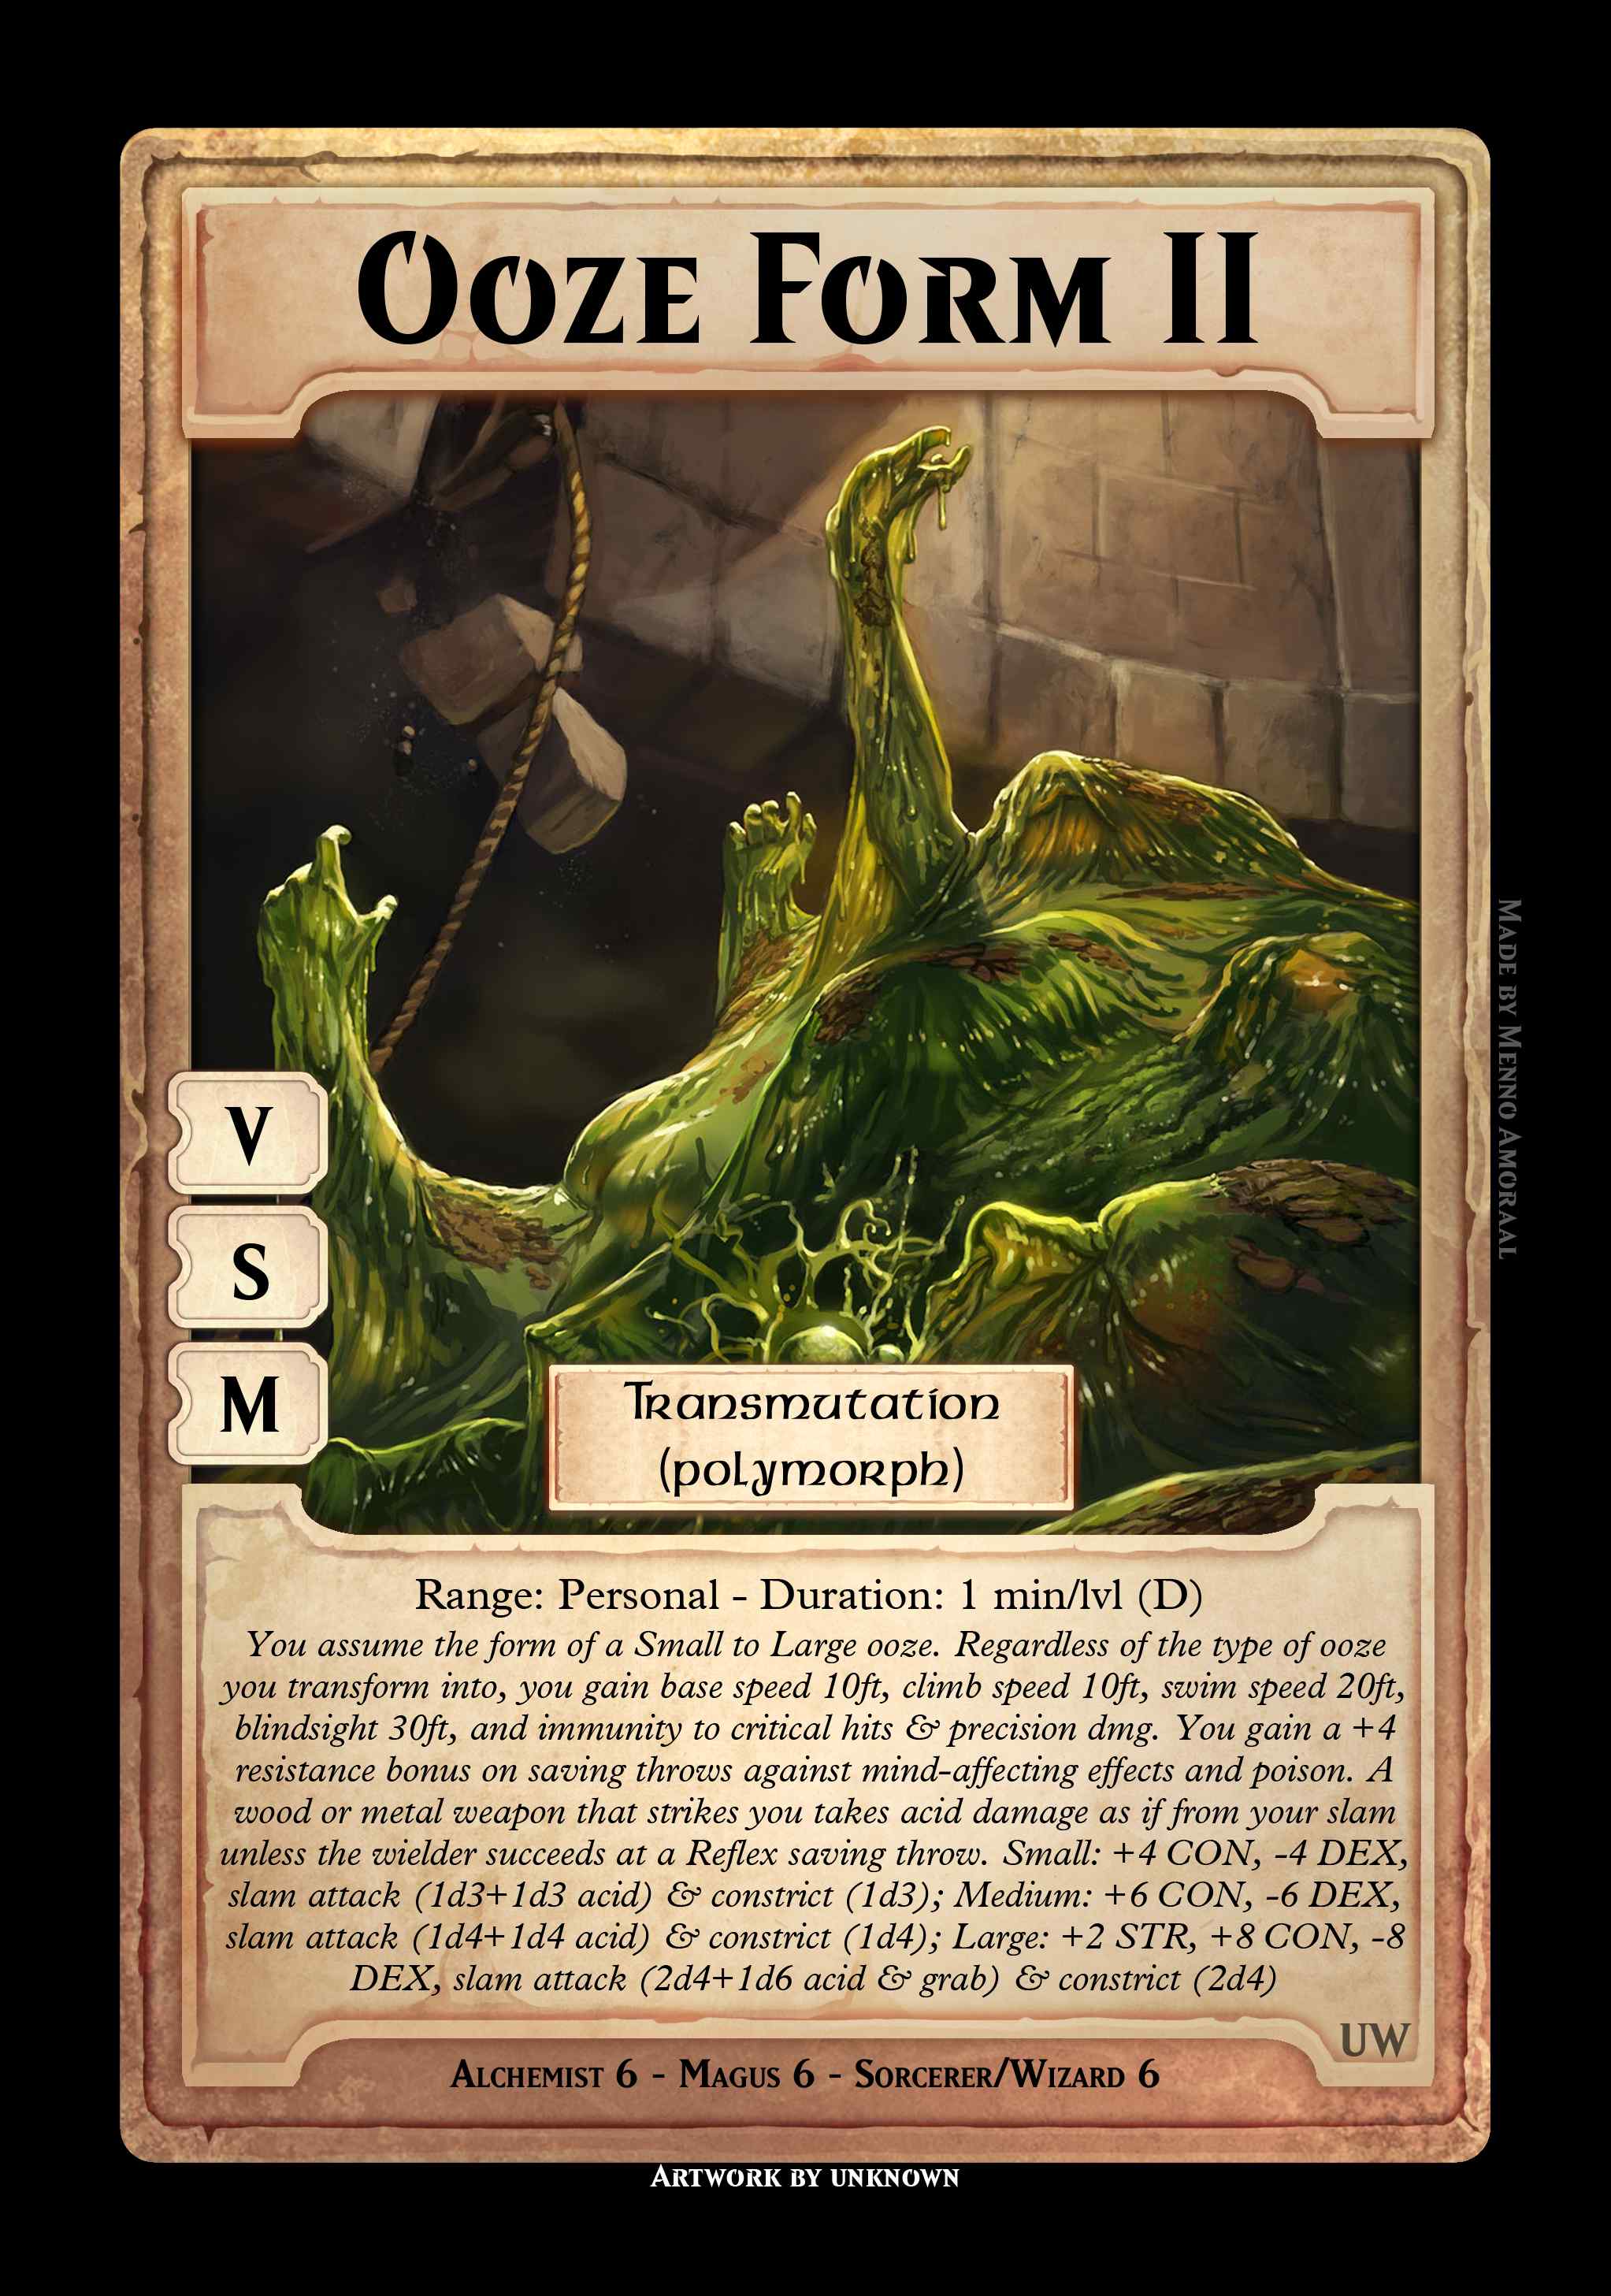 Ooze Form II
V
S
M
Transmutation
(polymorph)
Range: Personal - Duration: 1 min/lvl (D)
You assume the form of a Small to Large ooze. Regardless of the type of ooze
you transform into, you gain base speed 10ft, climb speed 10ft, swim speed 20ft,
blindsight 30ft, and immunity to critical hits & precision dmg. You gain a +4
resistance bonus on saving throws against mind-affecting effects and poison. A
wood or metal weapon that strikes you takes acid damage as if from your slam
unless the wielder succeeds at a Reflex saving throw. Small: +4 CON, -4 DEX,
slam attack (1d3+1d3 acid) & constrict (1d3); Medium: +6 CON, -6 DEX,
slam attack (1d4+1d4 acid) & constrict (1d4); Large: +2 STR, +8 CON, -8
DEX, slam attack (2d4+1d6 acid & grab) & constrict (2d4)
UW
Alchemist 6 - Magus 6 - Sorcerer/Wizard 6
Artwork by unknown
Made by Menno Amoraal